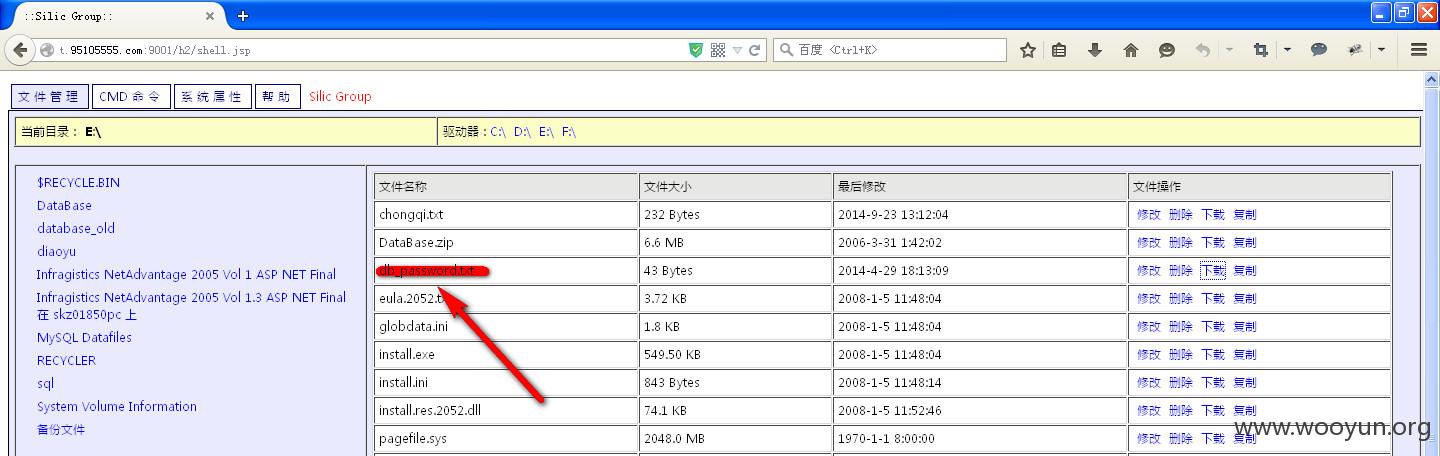 ::Silic Group::
t.95105555.com:9001/h2/shell.jsp
百度 <Ctrl+K>
文件管理 CMD命令 系统属性 帮助 Silic Group
当前目录： E:\ 驱动器：C:\ D:\ E:\ F:\
$RECYCLE.BIN
DataBase
database_old
diaoyu
Infragistics NetAdvantage 2005 Vol 1 ASP NET Final
Infragistics NetAdvantage 2005 Vol 1.3 ASP NET Final
在 skz01850pc 上
MySQL Datafiles
RECYCLER
sql
System Volume Information
备份文件
文件名称 文件大小 最后修改 文件操作
chongqi.txt 232 Bytes 2014-9-23 13:12:04 修改 删除 下载 复制
DataBase.zip 6.6 MB 2006-3-31 1:42:02 修改 删除 下载 复制
db_password.txt 43 Bytes 2014-4-29 18:13:09 修改 删除 下载 复制
eula.2052.t 3.72 KB 2008-1-5 11:48:04 修改 删除 下载 复制
globdata.ini 1.8 KB 2008-1-5 11:48:04 修改 删除 下载 复制
install.exe 549.50 KB 2008-1-5 11:48:04 修改 删除 下载 复制
install.ini 843 Bytes 2008-1-5 11:48:14 修改 删除 下载 复制
install.res.2052.dll 74.1 KB 2008-1-5 11:52:46 修改 删除 下载 复制
pagefile.sys 2048.0 MB 1970-1-1 8:00:00 修改 删除 下载 复制
www.wooyun.org